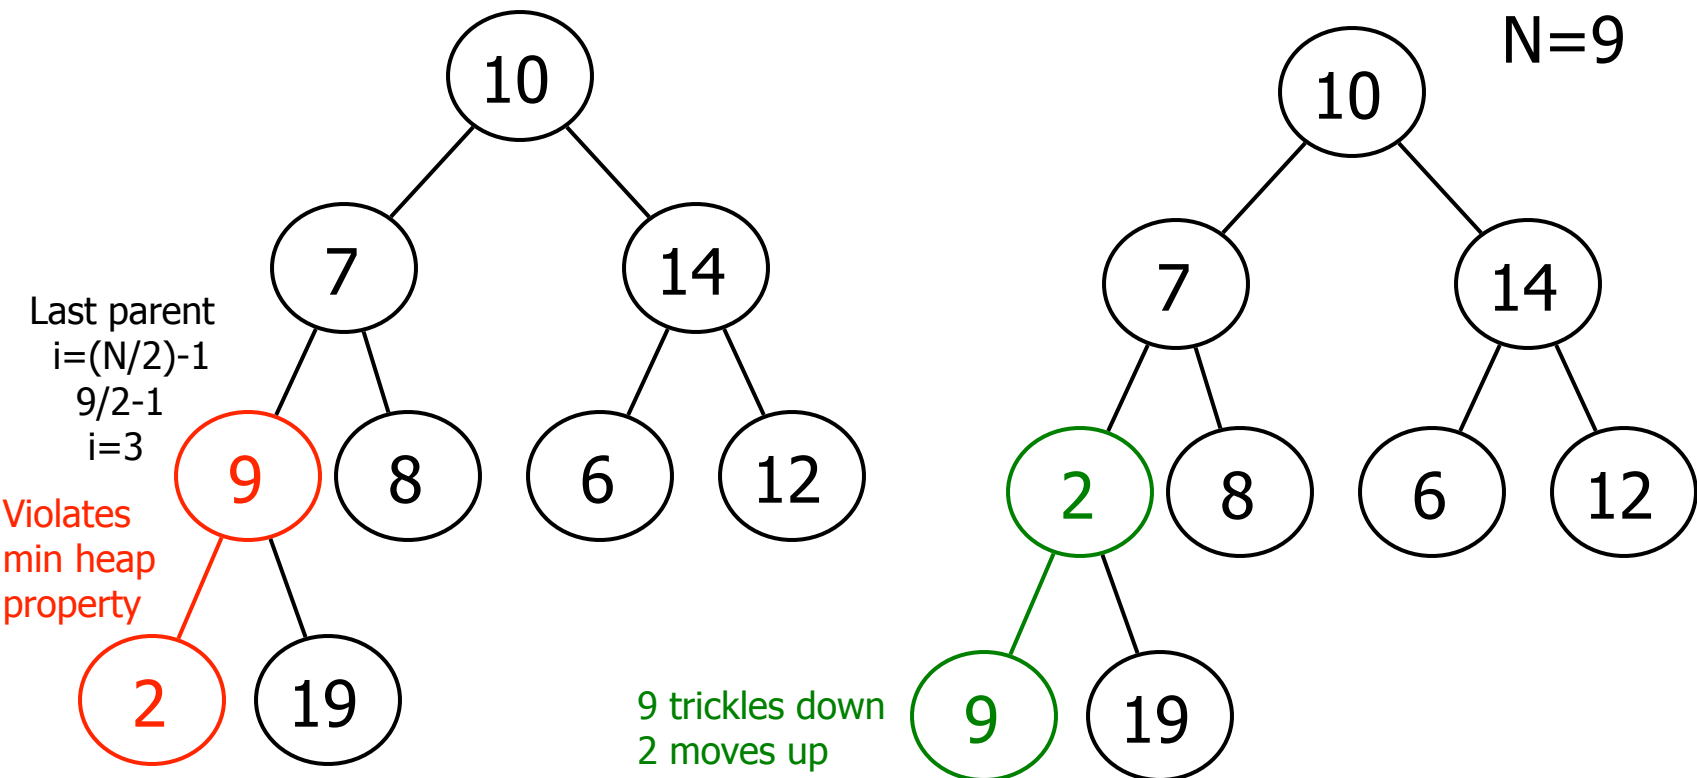 N=9
10
7
14
Last parent
i=(N/2)-1
9/2-1
i=3
9
8
6
12
Violates
min heap
property
2
19
10
7
14
2
8
6
12
9
19
9 trickles down
2 moves up